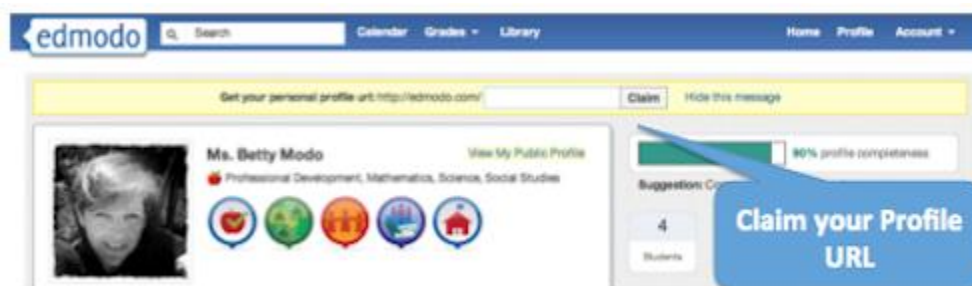 edmodo Search Calendar Grades Library Home Profile Account
Get your personal profile url: http://edmodo.com/ Claim Hide this message
Ms. Betty Modo View My Public Profile
Professional Development, Mathematics, Science, Social Studies
90% profile completeness
Suggestion:
4
Students
Claim your Profile
URL